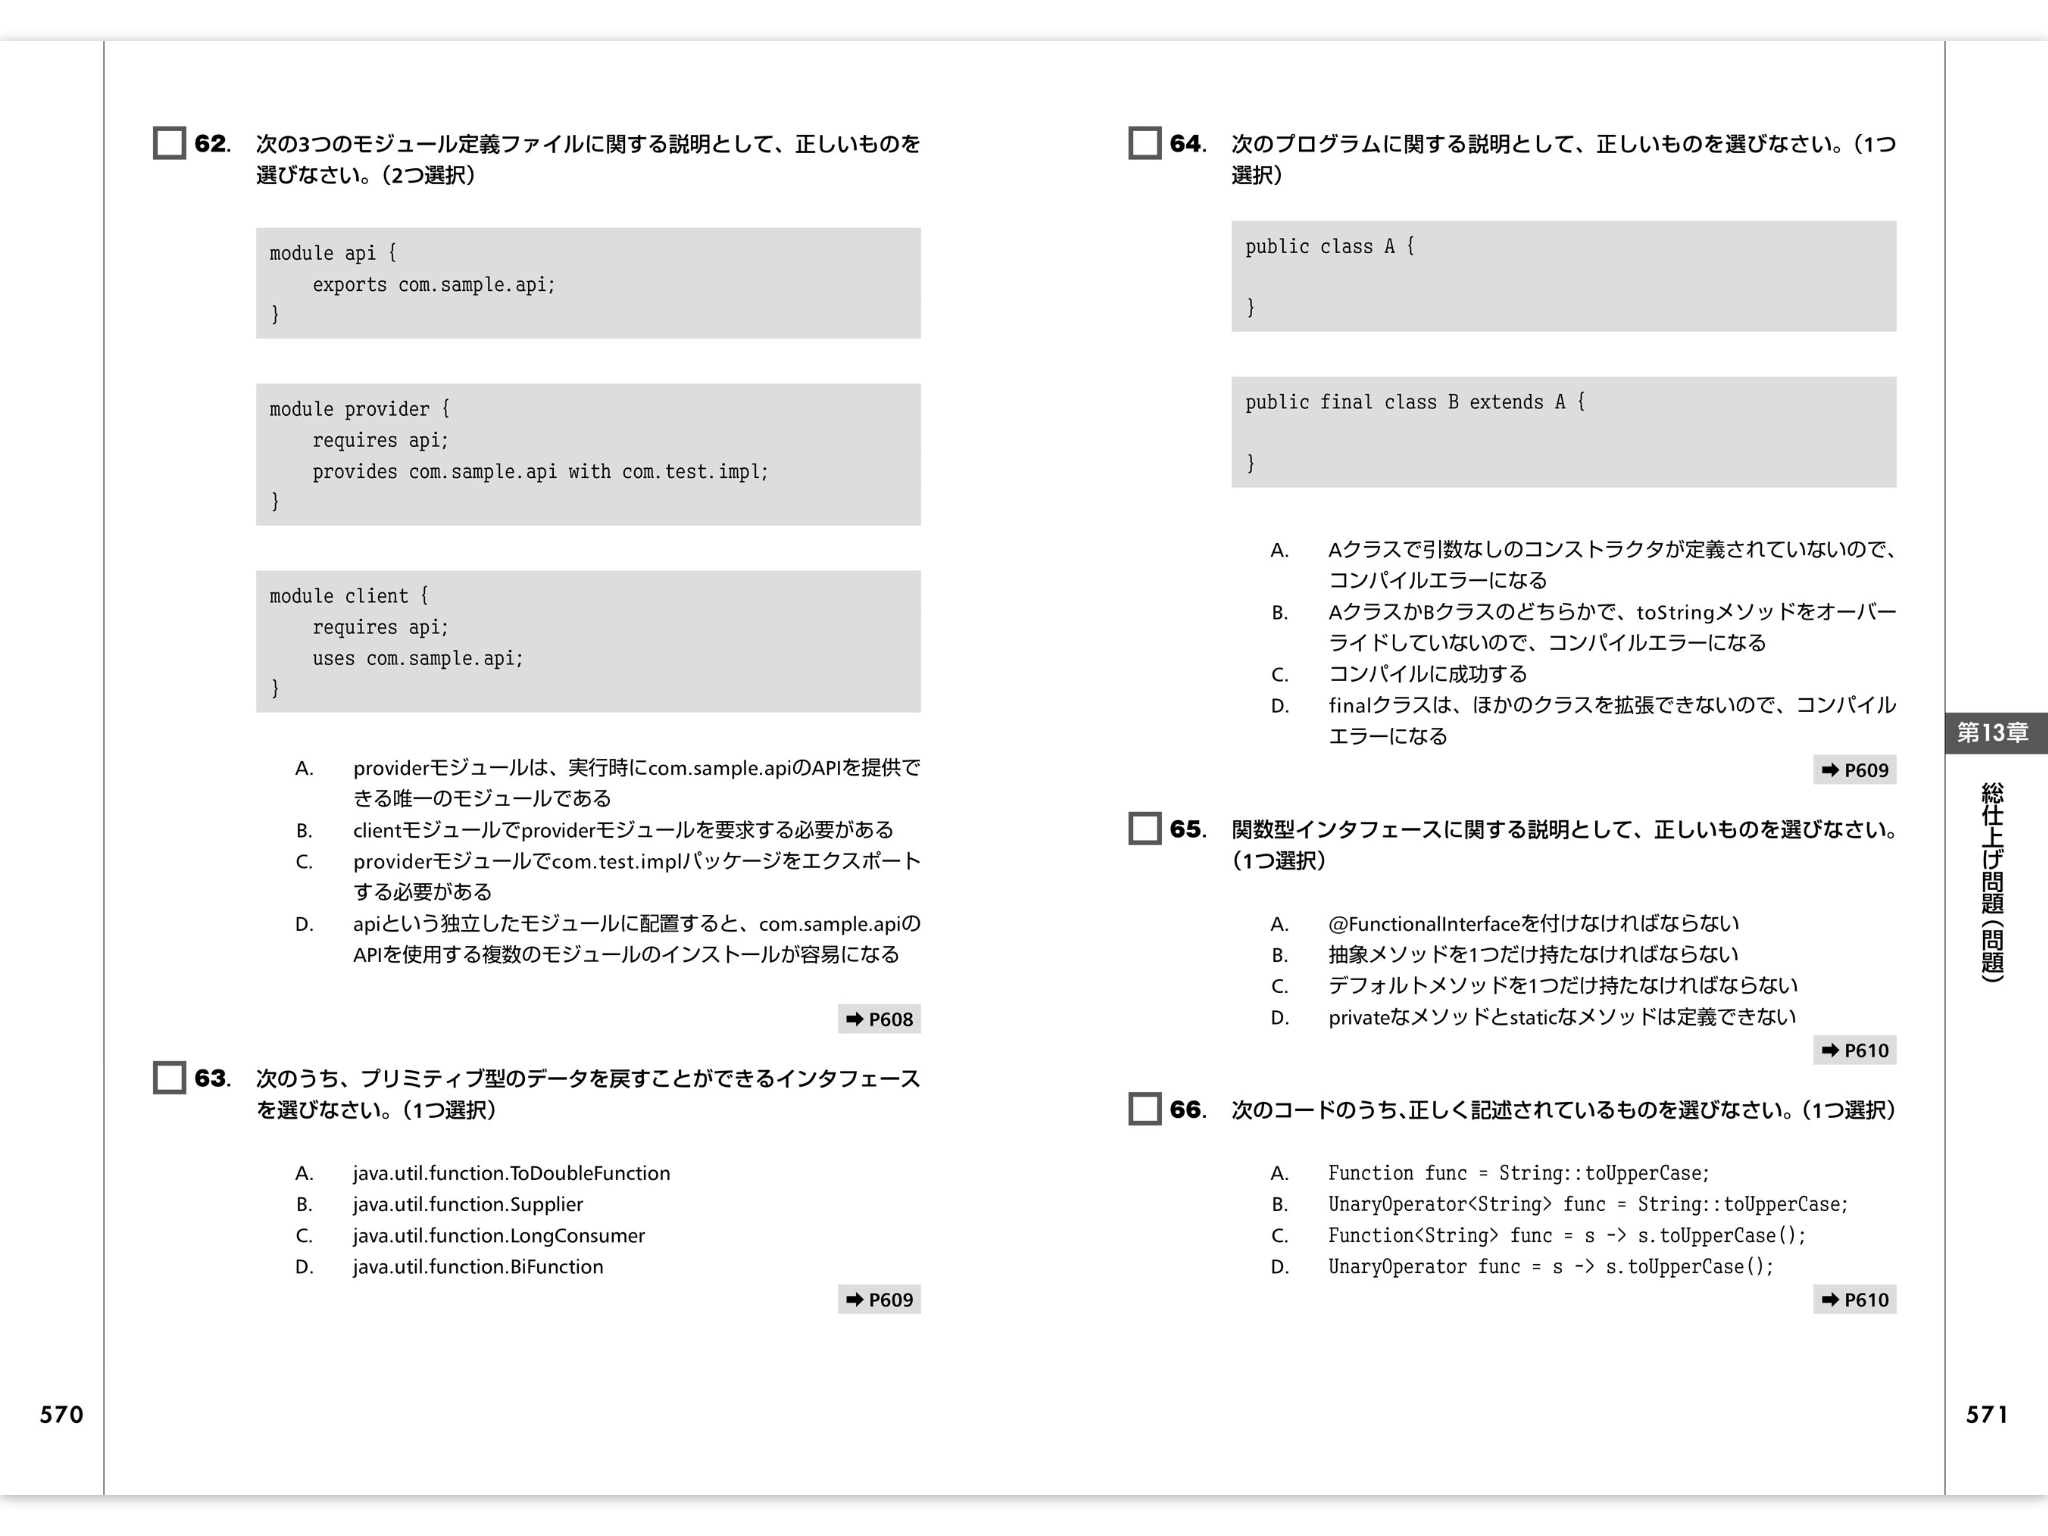 62. 次の3つのモジュール定義ファイルに関する説明として、正しいものを
選びなさい。（2つ選択）
module api {
    exports com.sample.api;
}
module provider {
    requires api;
    provides com.sample.api with com.test.impl;
}
module client {
    requires api;
    uses com.sample.api;
}
A. providerモジュールは、実行時にcom.sample.apiのAPIを提供で
きる唯一のモジュールである
B. clientモジュールでproviderモジュールを要求する必要がある
C. providerモジュールでcom.test.implパッケージをエクスポート
する必要がある
D. apiという独立したモジュールに配置すると、com.sample.apiの
APIを使用する複数のモジュールのインストールが容易になる
➡ P608
63. 次のうち、プリミティブ型のデータを戻すことができるインタフェース
を選びなさい。（1つ選択）
A. java.util.function.ToDoubleFunction
B. java.util.function.Supplier
C. java.util.function.LongConsumer
D. java.util.function.BiFunction
➡ P609
570
64. 次のプログラムに関する説明として、正しいものを選びなさい。（1つ
選択）
public class A {
}
public final class B extends A {
}
A. Aクラスで引数なしのコンストラクタが定義されていないので、
コンパイルエラーになる
B. AクラスかBクラスのどちらかで、toStringメソッドをオーバー
ライドしていないので、コンパイルエラーになる
C. コンパイルに成功する
D. finalクラスは、ほかのクラスを拡張できないので、コンパイル
エラーになる
➡ P609
65. 関数型インタフェースに関する説明として、正しいものを選びなさい。
（1つ選択）
A. @FunctionalInterfaceを付けなければならない
B. 抽象メソッドを1つだけ持たなければならない
C. デフォルトメソッドを1つだけ持たなければならない
D. privateなメソッドとstaticなメソッドは定義できない
➡ P610
66. 次のコードのうち、正しく記述されているものを選びなさい。（1つ選択）
A. Function func = String::toUpperCase;
B. UnaryOperator<String> func = String::toUpperCase;
C. Function<String> func = s -> s.toUpperCase();
D. UnaryOperator func = s -> s.toUpperCase();
➡ P610
第13章
総仕上げ問題（問題）
571